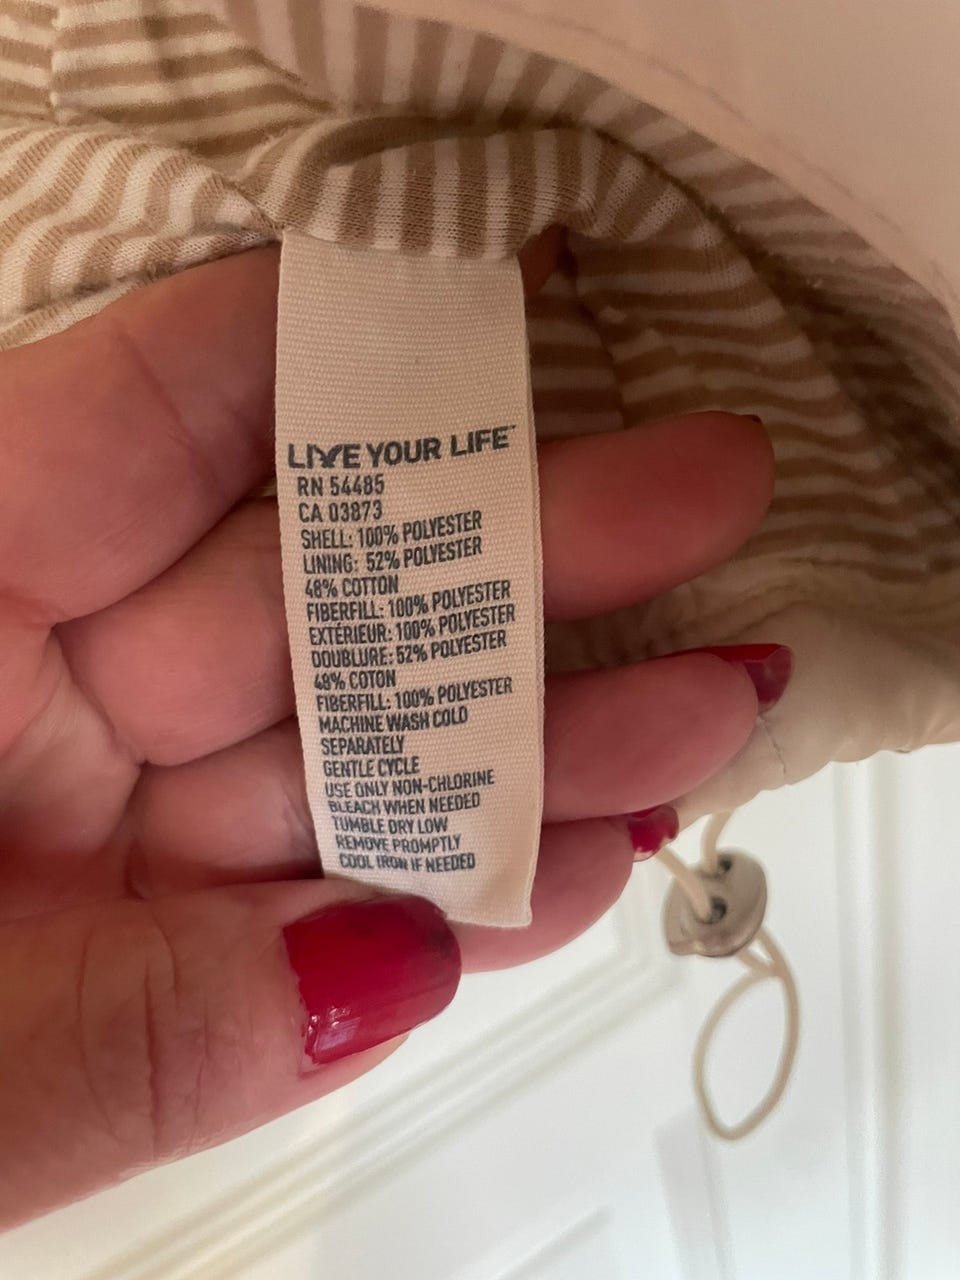 LIVE YOUR LIFE™
RN 54485
CA 03873
SHELL: 100% POLYESTER
LINING: 52% POLYESTER
48% COTTON
FIBERFILL: 100% POLYESTER
EXTÉRIEUR: 100% POLYESTER
DOUBLURE: 52% POLYESTER
48% COTON
FIBERFILL: 100% POLYESTER
MACHINE WASH COLD
SEPARATELY
GENTLE CYCLE
USE ONLY NON-CHLORINE
BLEACH WHEN NEEDED
TUMBLE DRY LOW
REMOVE PROMPTLY
COOL IRON IF NEEDED